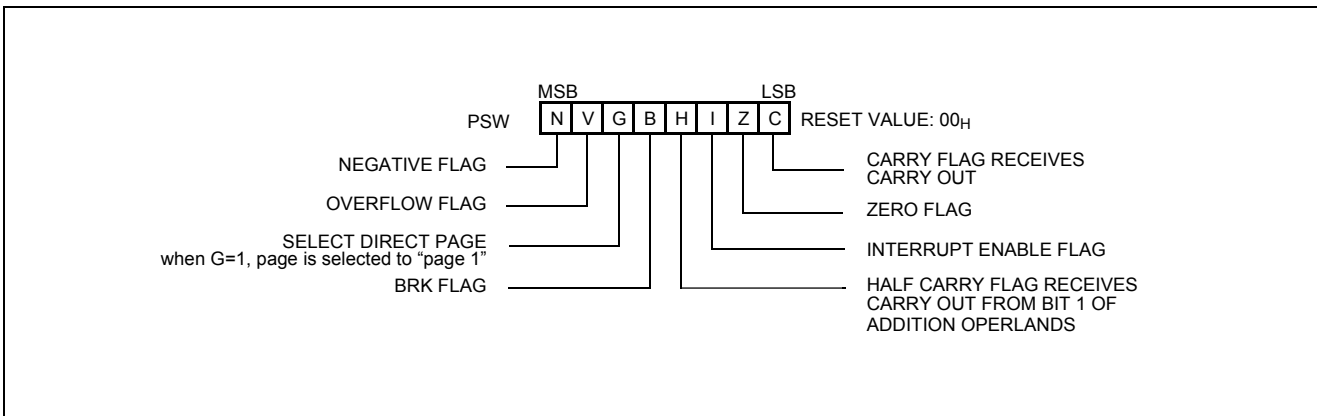 MSB LSB
PSW N V G B H I Z C RESET VALUE: 00H
NEGATIVE FLAG
OVERFLOW FLAG
SELECT DIRECT PAGE
when G=1, page is selected to “page 1”
BRK FLAG
CARRY FLAG RECEIVES
CARRY OUT
ZERO FLAG
INTERRUPT ENABLE FLAG
HALF CARRY FLAG RECEIVES
CARRY OUT FROM BIT 1 OF
ADDITION OPERLANDS